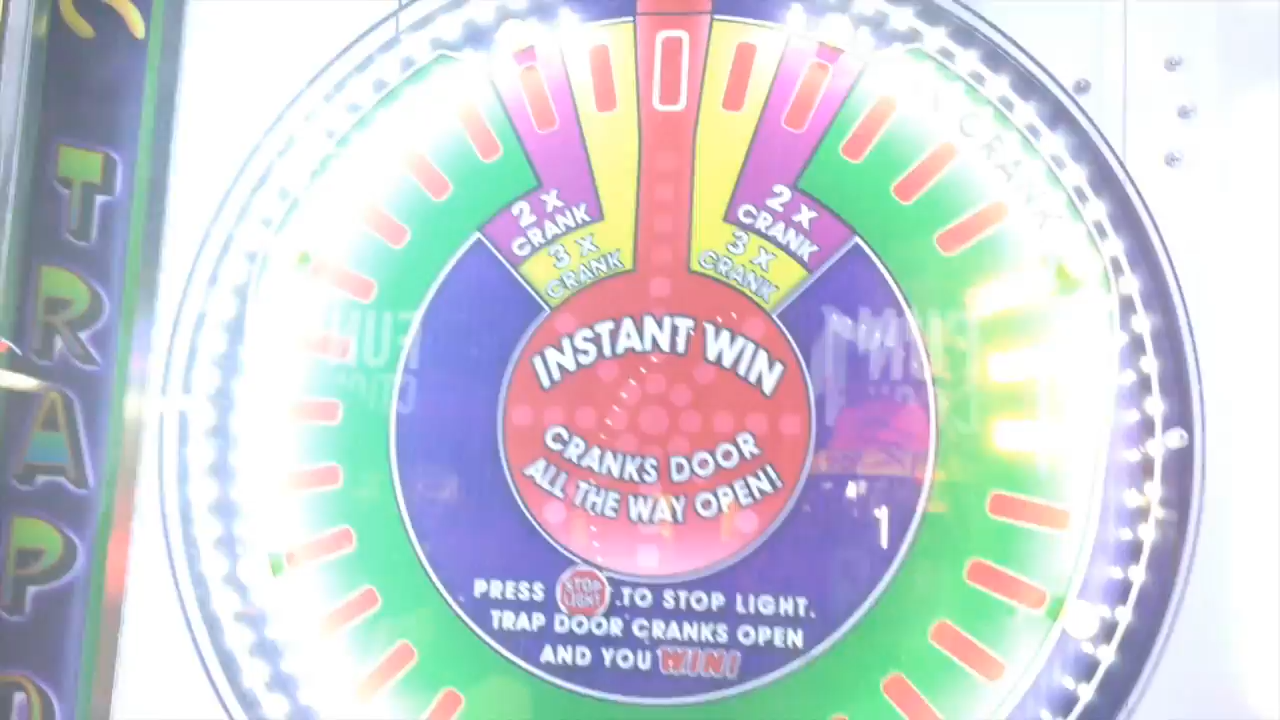 TRAP
CRANK
2 X
CRANK
3 X
CRANK
2 X
CRANK
3 X
CRANK
INSTANT WIN
CRANKS DOOR
ALL THE WAY OPEN!
PRESS STOP LIGHT TO STOP LIGHT.
TRAP DOOR CRANKS OPEN
AND YOU WIN!